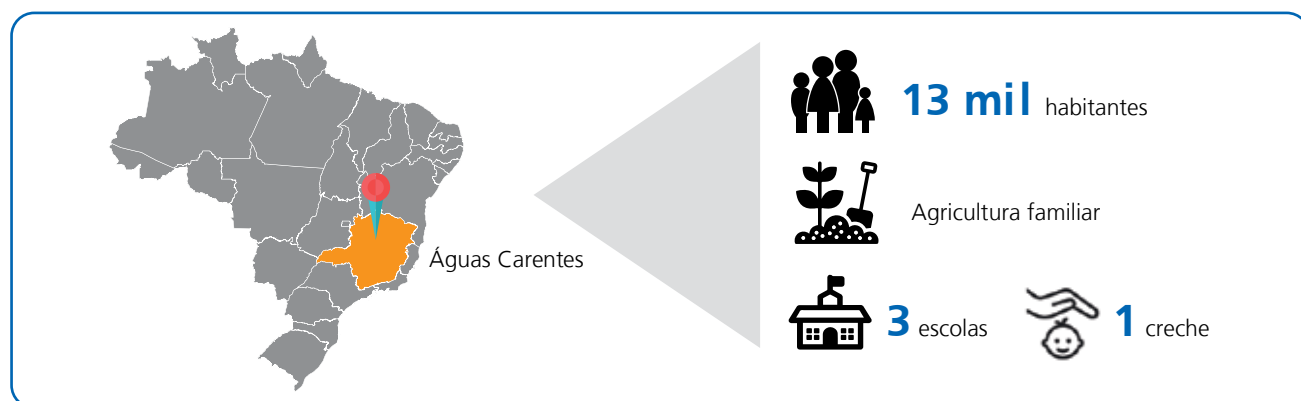 Águas Carentes
13 mil habitantes
Agricultura familiar
3 escolas
1 creche